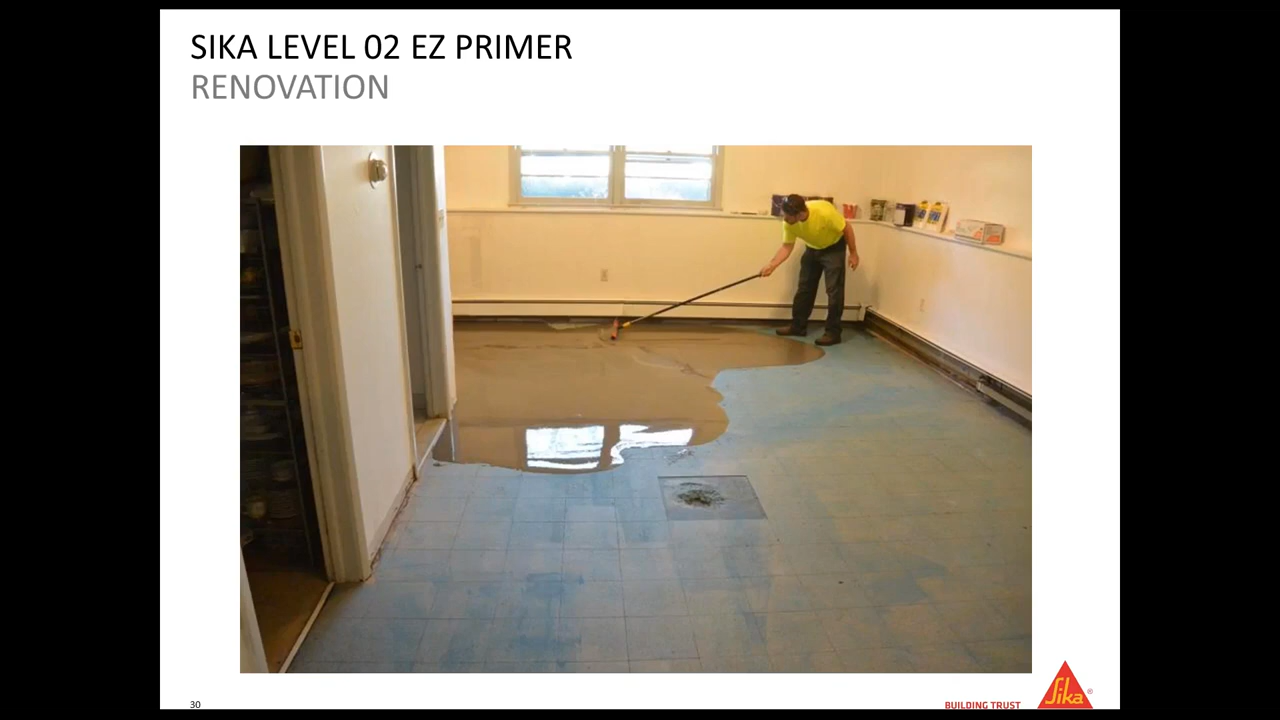 SIKA LEVEL 02 EZ PRIMER
RENOVATION
30
BUILDING TRUST
Sika®